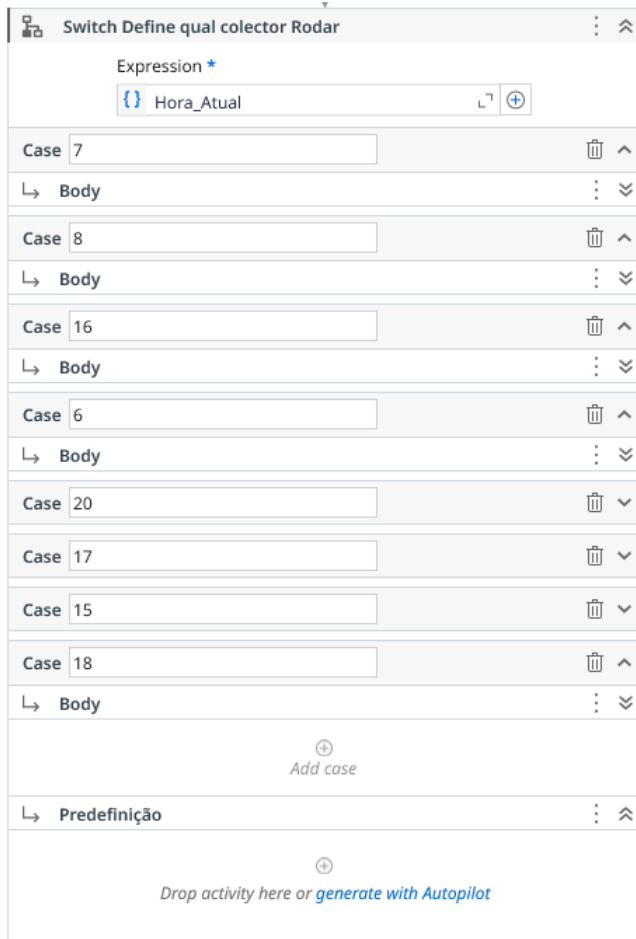 Switch Define qual colector Rodar
Expression *
{} Hora_Atual
Case 7
Body
Case 8
Body
Case 16
Body
Case 6
Body
Case 20
Case 17
Case 15
Case 18
Body
Add case
Predefinição
Drop activity here or generate with Autopilot